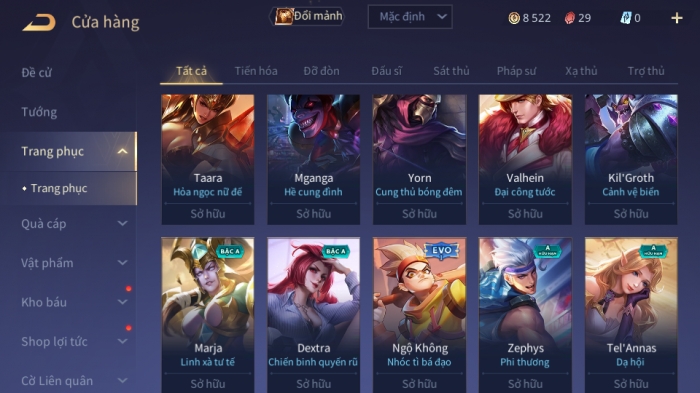 Cửa hàng
Đổi mảnh
Mặc định
8 522
29
0
Đề cử
Tướng
Trang phục
Trang phục
Quà cáp
Vật phẩm
Kho báu
Shop lợi tức
Cờ Liên quân
Tất cả Tiến hóa Đỡ đòn Đấu sĩ Sát thủ Pháp sư Xạ thủ Trợ thủ
Taara
Hỏa ngọc nữ đế
Sở hữu
Mganga
Hề cung đình
Sở hữu
Yorn
Cung thủ bóng đêm
Sở hữu
Valhein
Đại công tước
Sở hữu
Kil'Groth
Cảnh vệ biển
Sở hữu
BẬC A
Marja
Linh xà tư tế
Sở hữu
BẬC A
Dextra
Chiến binh quyến rũ
Sở hữu
EVO
Ngộ Không
Nhóc tì bá đạo
Sở hữu
A
HỮU HẠN
Zephys
Phi thương
Sở hữu
A
HỮU HẠN
Tel'Annas
Dạ hội
Sở hữu